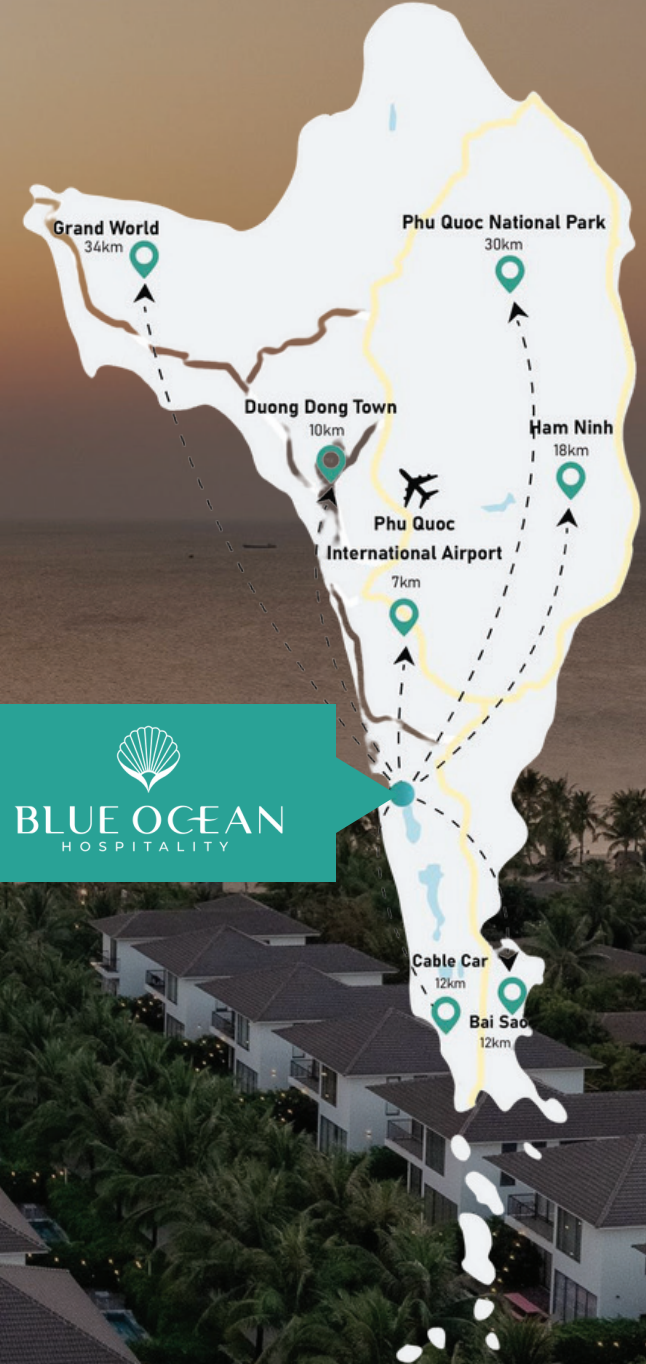 Grand World
34km
Phu Quoc National Park
30km
Duong Dong Town
10km
Ham Ninh
18km
Phu Quoc
International Airport
7km
BLUE OCEAN
HOSPITALITY
Cable Car
12km
Bai Sao
12km